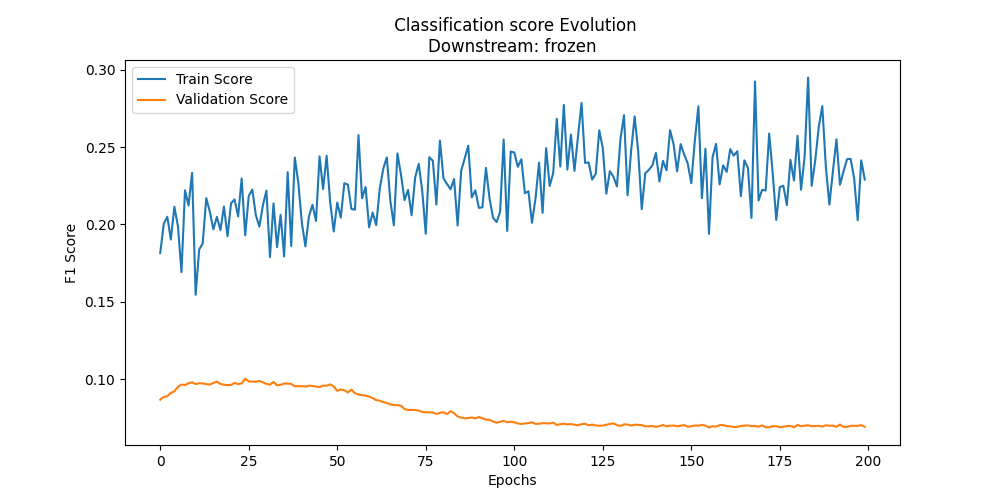 Classification score Evolution
Downstream: frozen
Train Score
Validation Score
0.30
0.25
0.20
0.15
0.10
F1 Score
0 25 50 75 100 125 150 175 200
Epochs